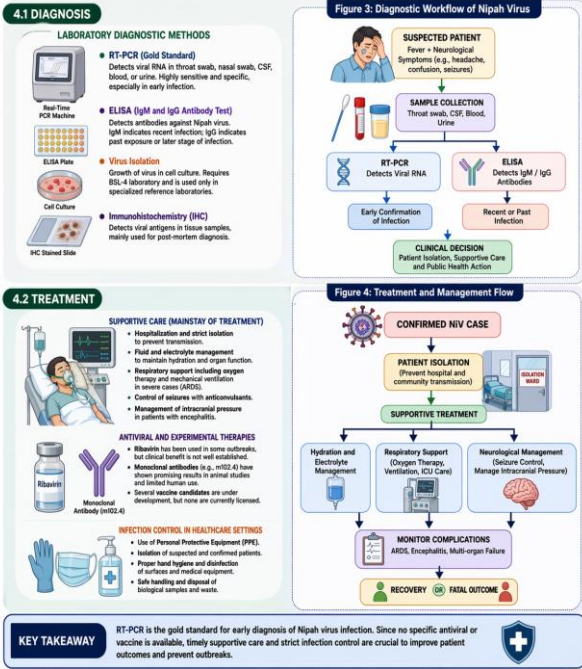 4.1 DIAGNOSIS
LABORATORY DIAGNOSTIC METHODS
Real-Time
PCR Machine
• RT-PCR (Gold Standard)
Detects viral RNA in throat swab, nasal swab, CSF,
blood, or urine. Highly sensitive and specific,
especially in early infection.
ELISA Plate
• ELISA (IgM and IgG Antibody Test)
Detects antibodies against Nipah virus.
IgM indicates recent infection; IgG indicates
past exposure or later stage of infection.
Cell Culture
• Virus Isolation
Growth of virus in cell culture. Requires
BSL-4 laboratory and is used only in
specialized reference laboratories.
IHC Stained Slide
• Immunohistochemistry (IHC)
Detects viral antigens in tissue samples,
mainly used for post-mortem diagnosis.
Figure 3: Diagnostic Workflow of Nipah Virus
SUSPECTED PATIENT
Fever + Neurological
Symptoms (e.g., headache,
confusion, seizures)
SAMPLE COLLECTION
Throat swab, CSF, Blood,
Urine
RT-PCR
Detects Viral RNA
ELISA
Detects IgM / IgG
Antibodies
Early Confirmation
of Infection
Recent or Past
Infection
CLINICAL DECISION
Patient Isolation, Supportive Care
and Public Health Action
4.2 TREATMENT
SUPPORTIVE CARE (MAINSTAY OF TREATMENT)
• Hospitalization and strict isolation
to prevent transmission.
• Fluid and electrolyte management
to maintain hydration and organ function.
• Respiratory support including oxygen
therapy and mechanical ventilation
in severe cases (ARDS).
• Control of seizures with anticonvulsants.
• Management of intracranial pressure
in patients with encephalitis.
ANTIVIRAL AND EXPERIMENTAL THERAPIES
Ribavirin
Monoclonal
Antibody (m102.4)
• Ribavirin has been used in some outbreaks,
but clinical benefit is not well established.
• Monoclonal antibodies (e.g., m102.4) have
shown promising results in animal studies
and limited human use.
• Several vaccine candidates are under
development, but none are currently licensed.
INFECTION CONTROL IN HEALTHCARE SETTINGS
• Use of Personal Protective Equipment (PPE).
• Isolation of suspected and confirmed patients.
• Proper hand hygiene and disinfection
of surfaces and medical equipment.
• Safe handling and disposal of
biological samples and waste.
Figure 4: Treatment and Management Flow
CONFIRMED NiV CASE
PATIENT ISOLATION
(Prevent hospital and
community transmission)
ISOLATION
WARD
SUPPORTIVE TREATMENT
Hydration and
Electrolyte
Management
Respiratory Support
(Oxygen Therapy,
Ventilation, ICU Care)
Neurological Management
(Seizure Control,
Manage Intracranial Pressure)
MONITOR COMPLICATIONS
ARDS, Encephalitis, Multi-organ Failure
RECOVERY OR FATAL OUTCOME
KEY TAKEAWAY
RT-PCR is the gold standard for early diagnosis of Nipah virus infection. Since no specific antiviral or
vaccine is available, timely supportive care and strict infection control are crucial to improve patient
outcomes and prevent outbreaks.